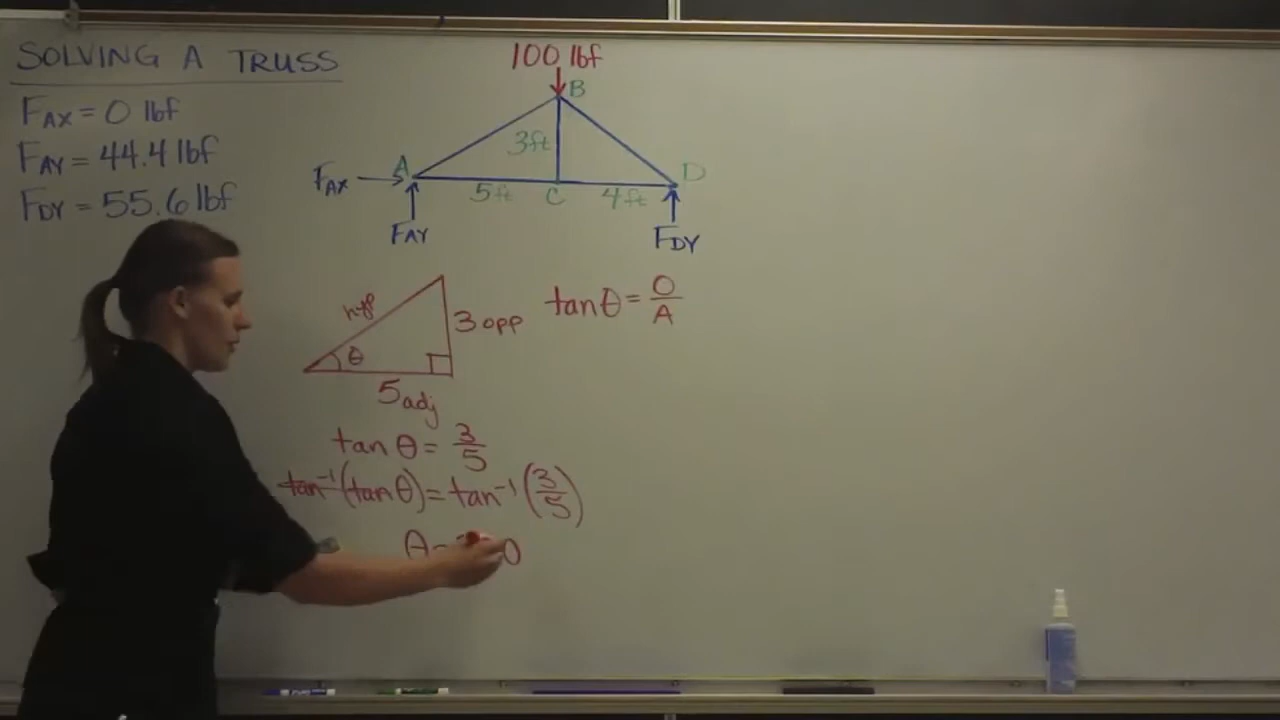 SOLVING A TRUSS
FAX = 0 lbf
FAY = 44.4 lbf
FDY = 55.6 lbf
100 lbf
B
3ft
A
D
FAX
5ft
C
4ft
FAY
FDY
hyp
θ
3 opp
5 adj
tan θ = O/A
tan θ = 3/5
tan⁻¹(tan θ) = tan⁻¹(3/5)
θ =